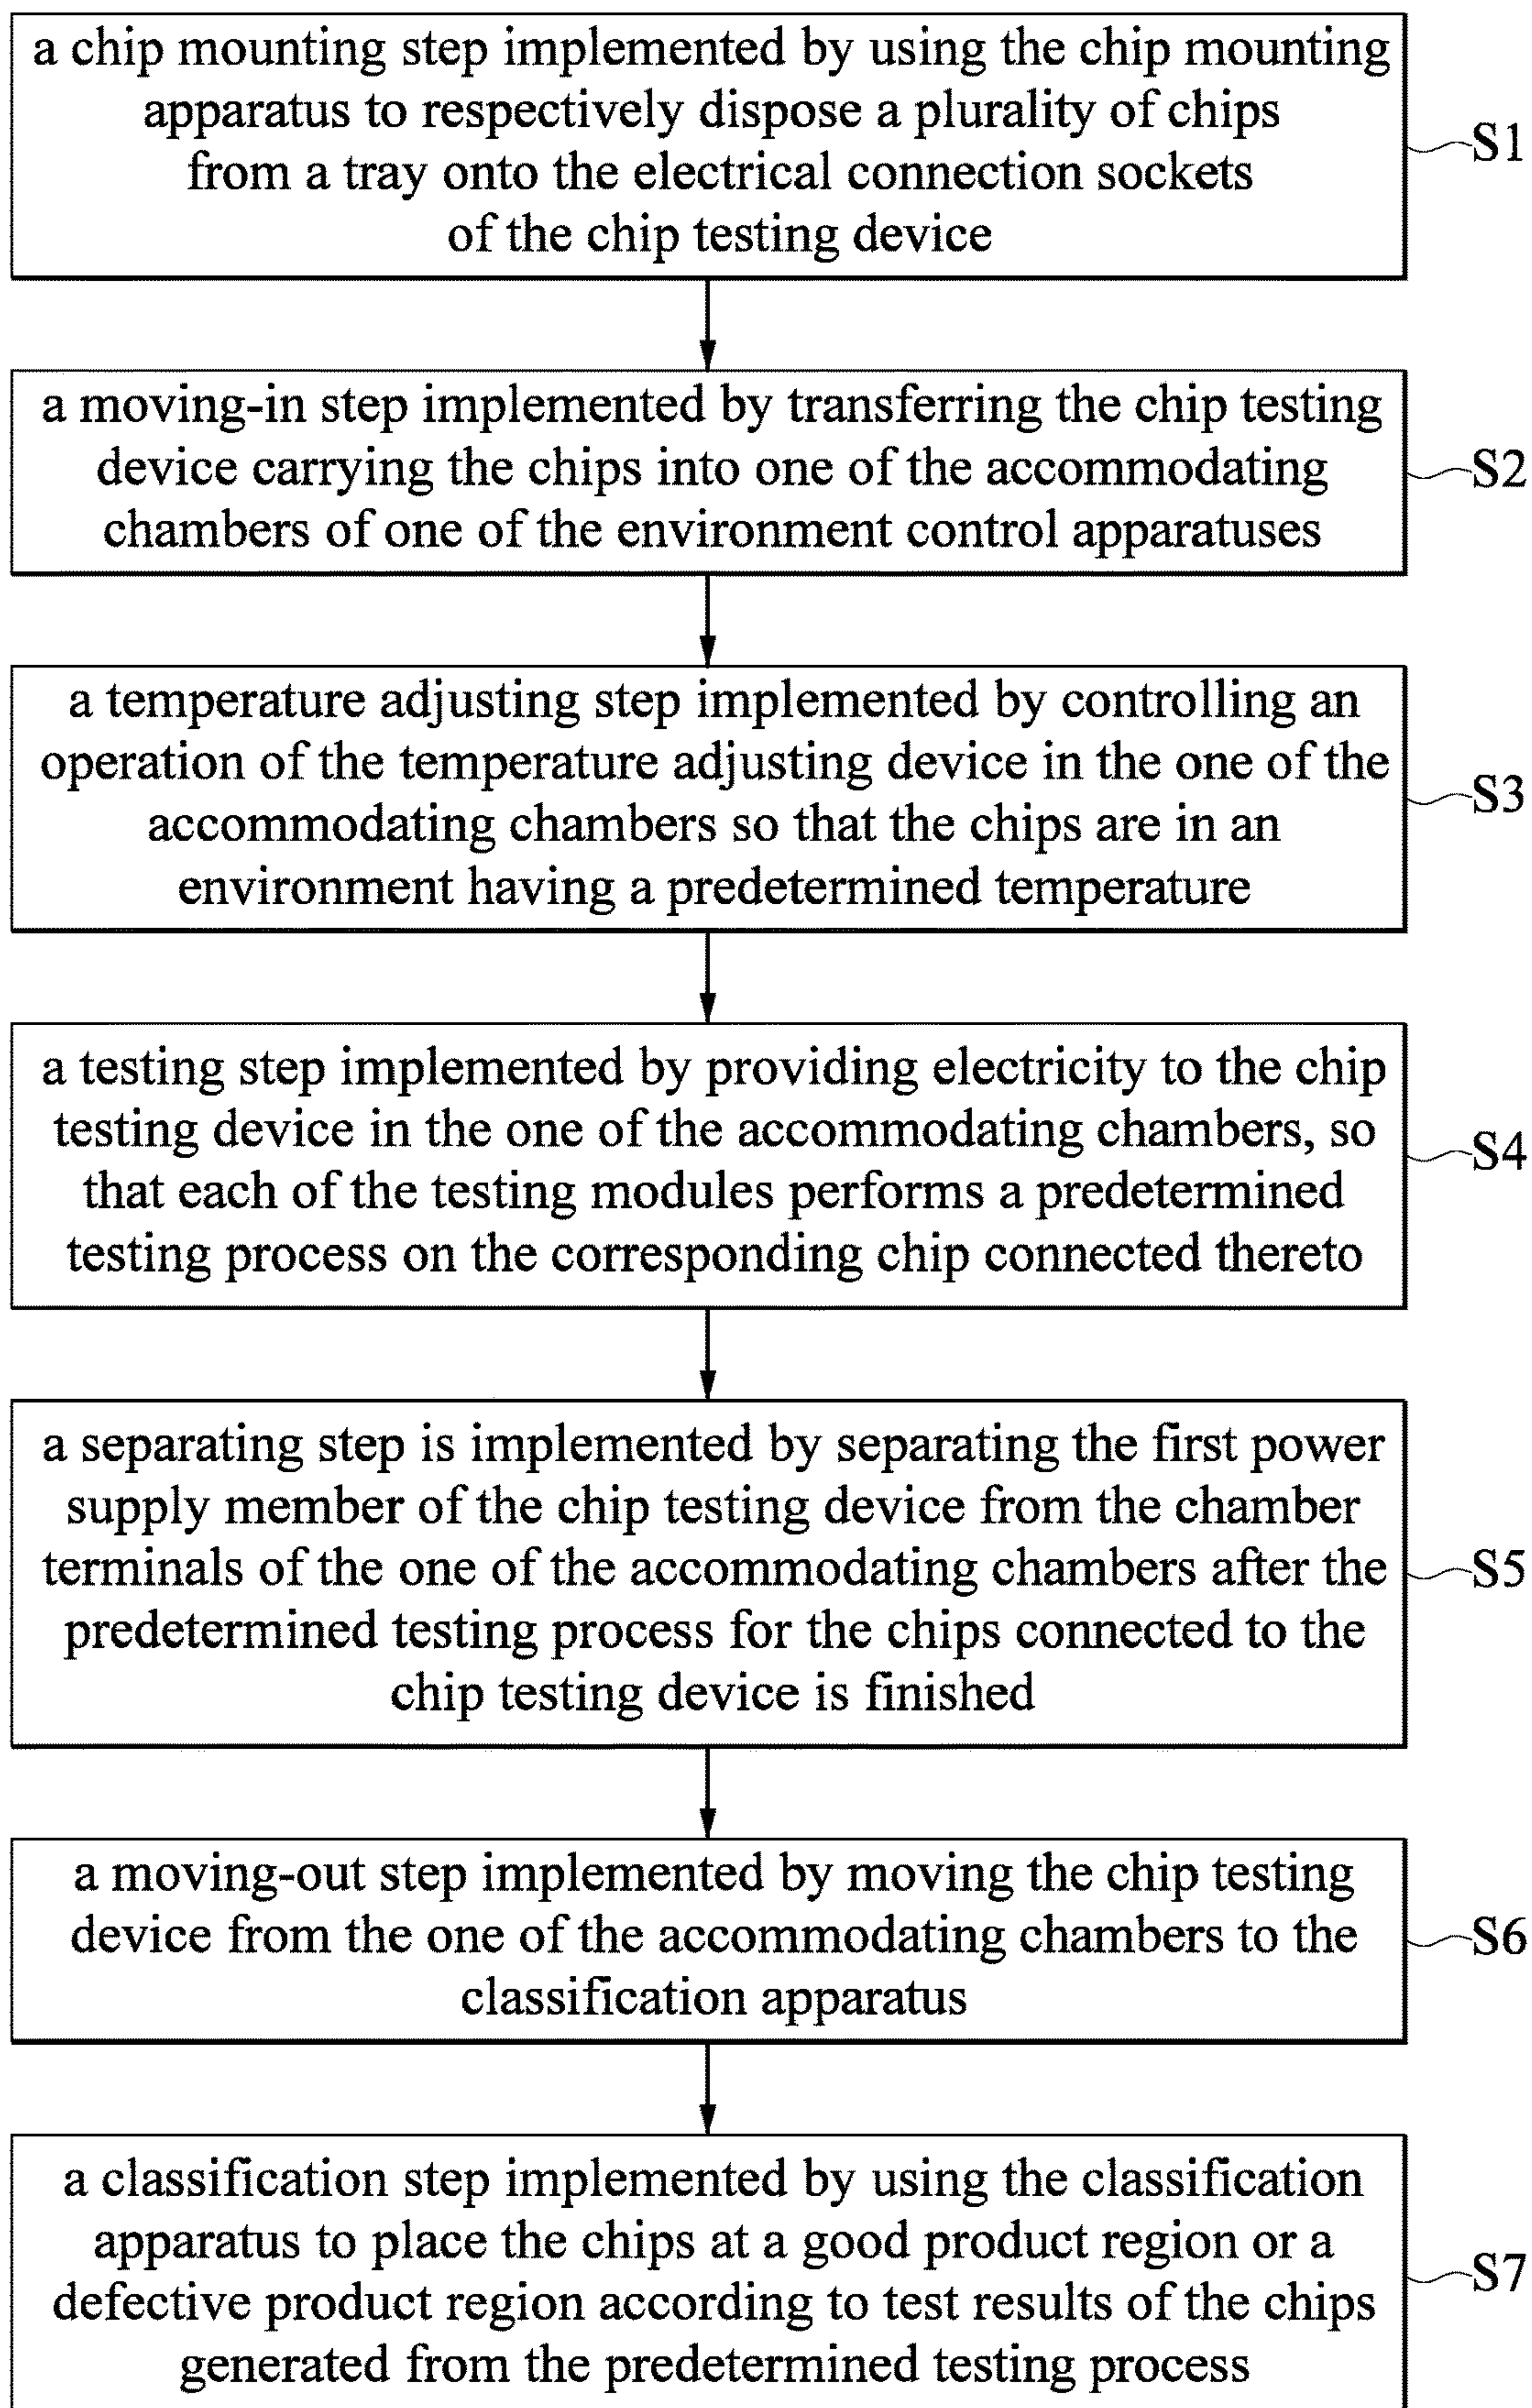 a chip mounting step implemented by using the chip mounting
apparatus to respectively dispose a plurality of chips
from a tray onto the electrical connection sockets
of the chip testing device
S1
a moving-in step implemented by transferring the chip testing
device carrying the chips into one of the accommodating
chambers of one of the environment control apparatuses
S2
a temperature adjusting step implemented by controlling an
operation of the temperature adjusting device in the one of the
accommodating chambers so that the chips are in an
environment having a predetermined temperature
S3
a testing step implemented by providing electricity to the chip
testing device in the one of the accommodating chambers, so
that each of the testing modules performs a predetermined
testing process on the corresponding chip connected thereto
S4
a separating step is implemented by separating the first power
supply member of the chip testing device from the chamber
terminals of the one of the accommodating chambers after the
predetermined testing process for the chips connected to the
chip testing device is finished
S5
a moving-out step implemented by moving the chip testing
device from the one of the accommodating chambers to the
classification apparatus
S6
a classification step implemented by using the classification
apparatus to place the chips at a good product region or a
defective product region according to test results of the chips
generated from the predetermined testing process
S7